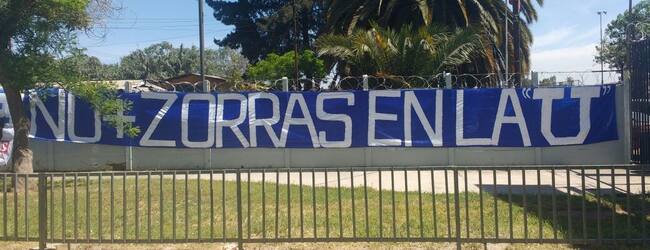 NO + ZORRAS EN LA "U"